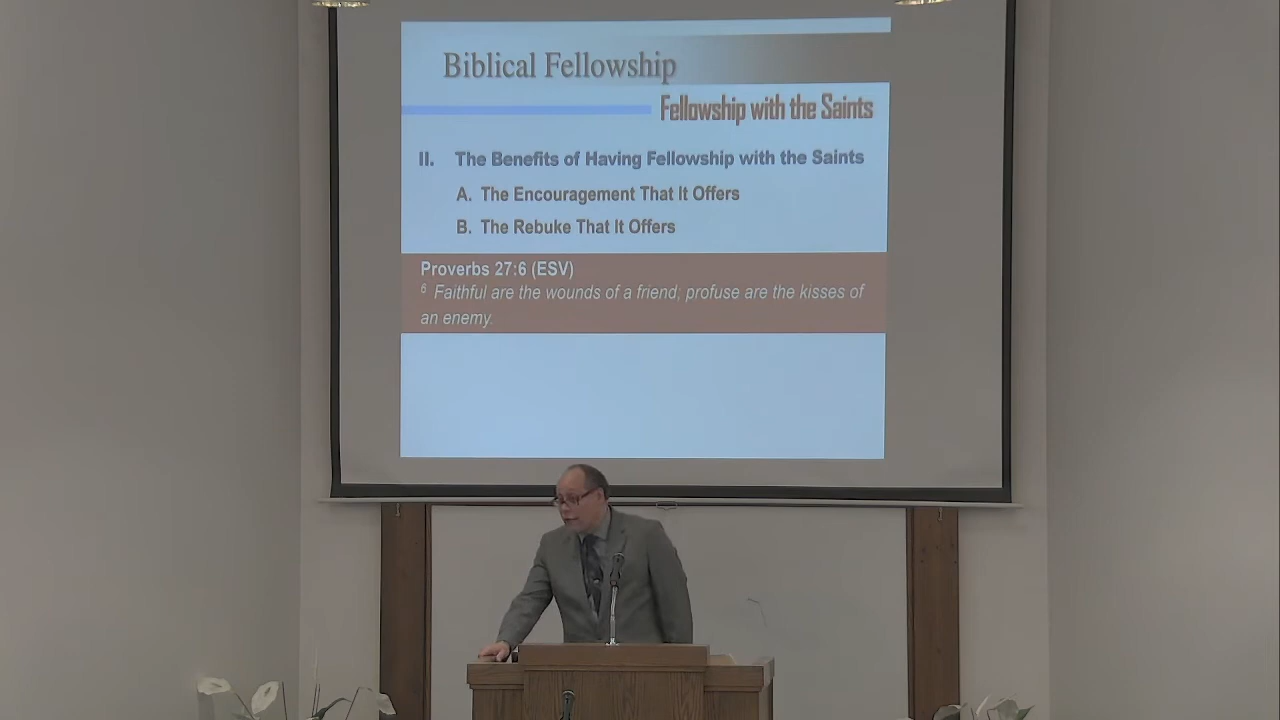 Biblical Fellowship
Fellowship with the Saints
II. The Benefits of Having Fellowship with the Saints
A. The Encouragement That It Offers
B. The Rebuke That It Offers
Proverbs 27:6 (ESV)
6 Faithful are the wounds of a friend; profuse are the kisses of
an enemy.